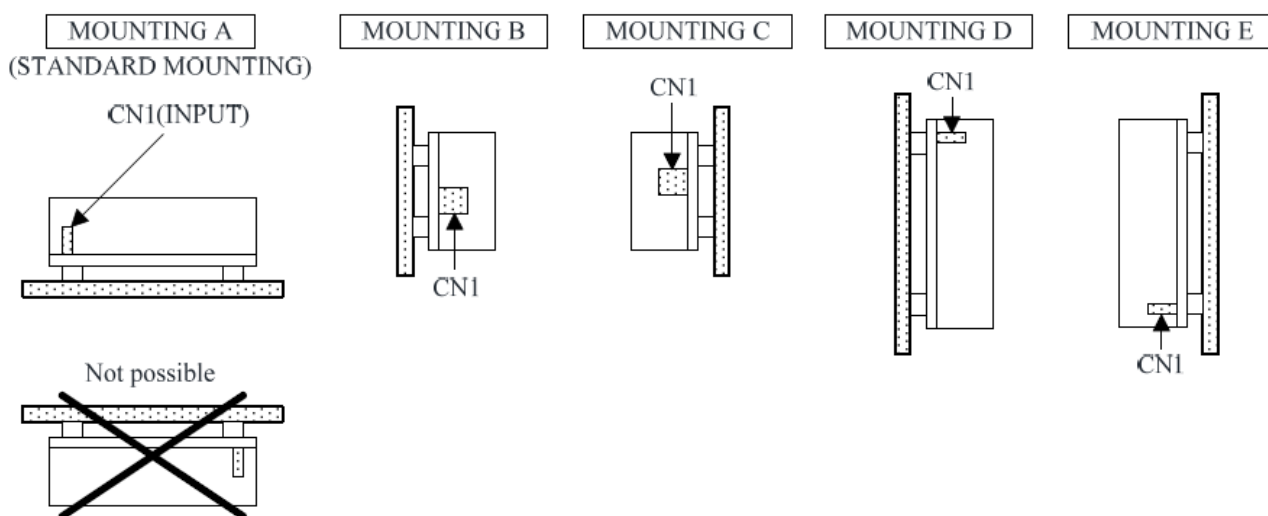 MOUNTING A
(STANDARD MOUNTING)
CN1(INPUT)
MOUNTING B
CN1
MOUNTING C
CN1
MOUNTING D
CN1
MOUNTING E
CN1
Not possible